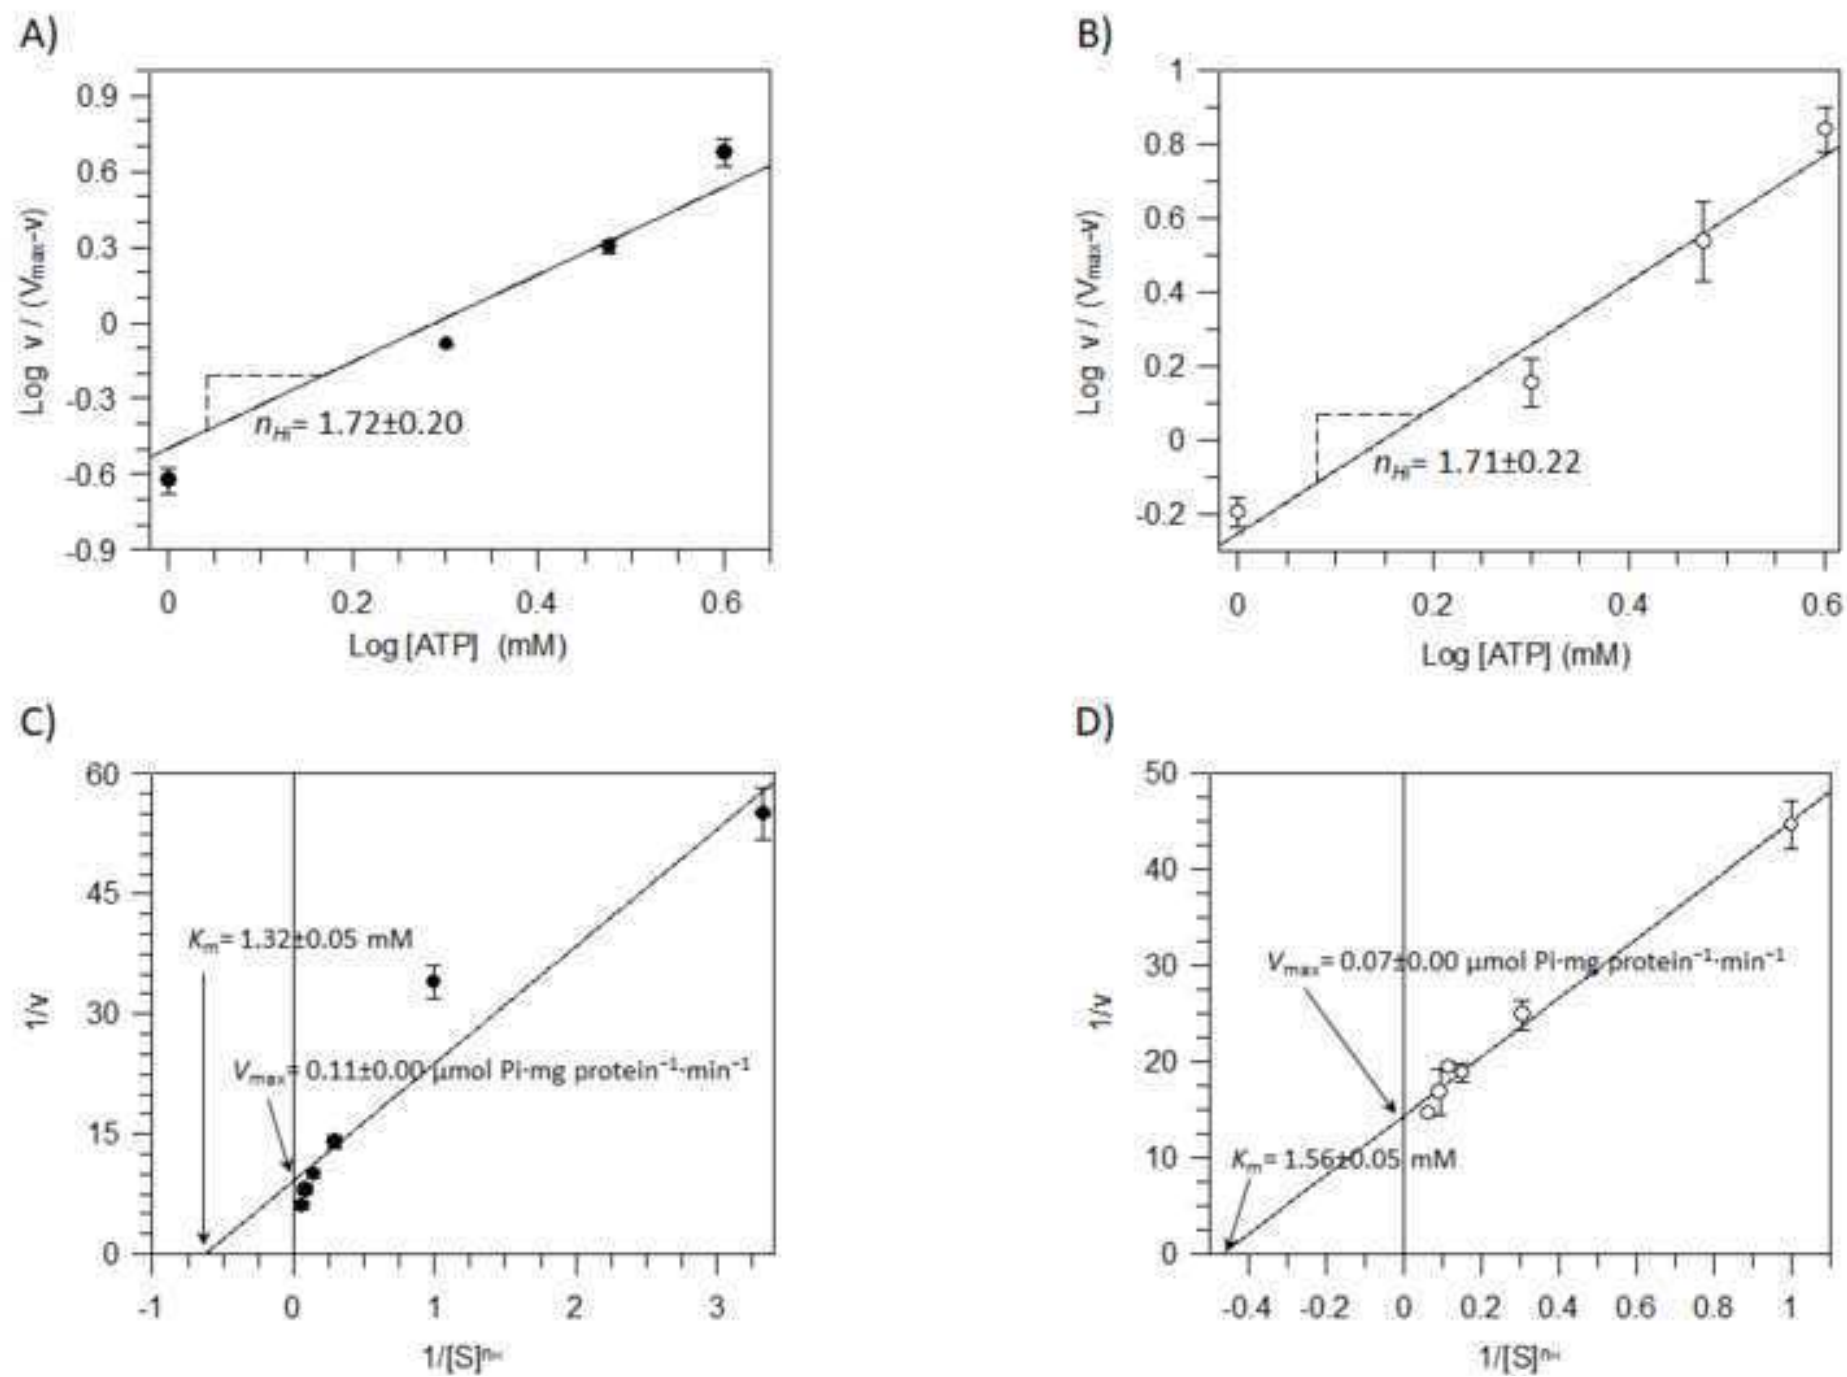 A)
0.9
0.6
0.3
0
-0.3
-0.6
-0.9
Log v / (Vmax-v)
nHi= 1.72±0.20
0 0.2 0.4 0.6
Log [ATP] (mM)
B)
1
0.8
0.6
0.4
0.2
0
-0.2
Log v / (Vmax-v)
nHi= 1.71±0.22
0 0.2 0.4 0.6
Log [ATP] (mM)
C)
60
45
30
15
0
1/v
Km= 1.32±0.05 mM
Vmax= 0.11±0.00 µmol Pi·mg protein⁻¹·min⁻¹
-1 0 1 2 3
1/[S]ⁿᴴ
D)
50
40
30
20
10
0
1/v
Vmax= 0.07±0.00 µmol Pi·mg protein⁻¹·min⁻¹
Km= 1.56±0.05 mM
-0.4 -0.2 0 0.2 0.4 0.6 0.8 1
1/[S]ⁿᴴ